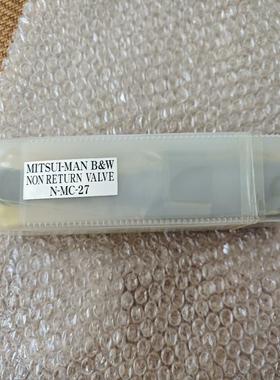 MITSUI-MAN B&W
NON RETURN VALVE
N-MC-27